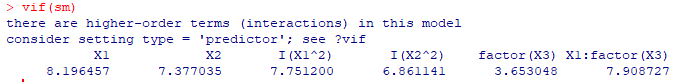 > vif(sm)
there are higher-order terms (interactions) in this model
consider setting type = 'predictor'; see ?vif
X1 X2 I(X1^2) I(X2^2) factor(X3) X1:factor(X3)
8.196457 7.377035 7.751200 6.861141 3.653048 7.908727